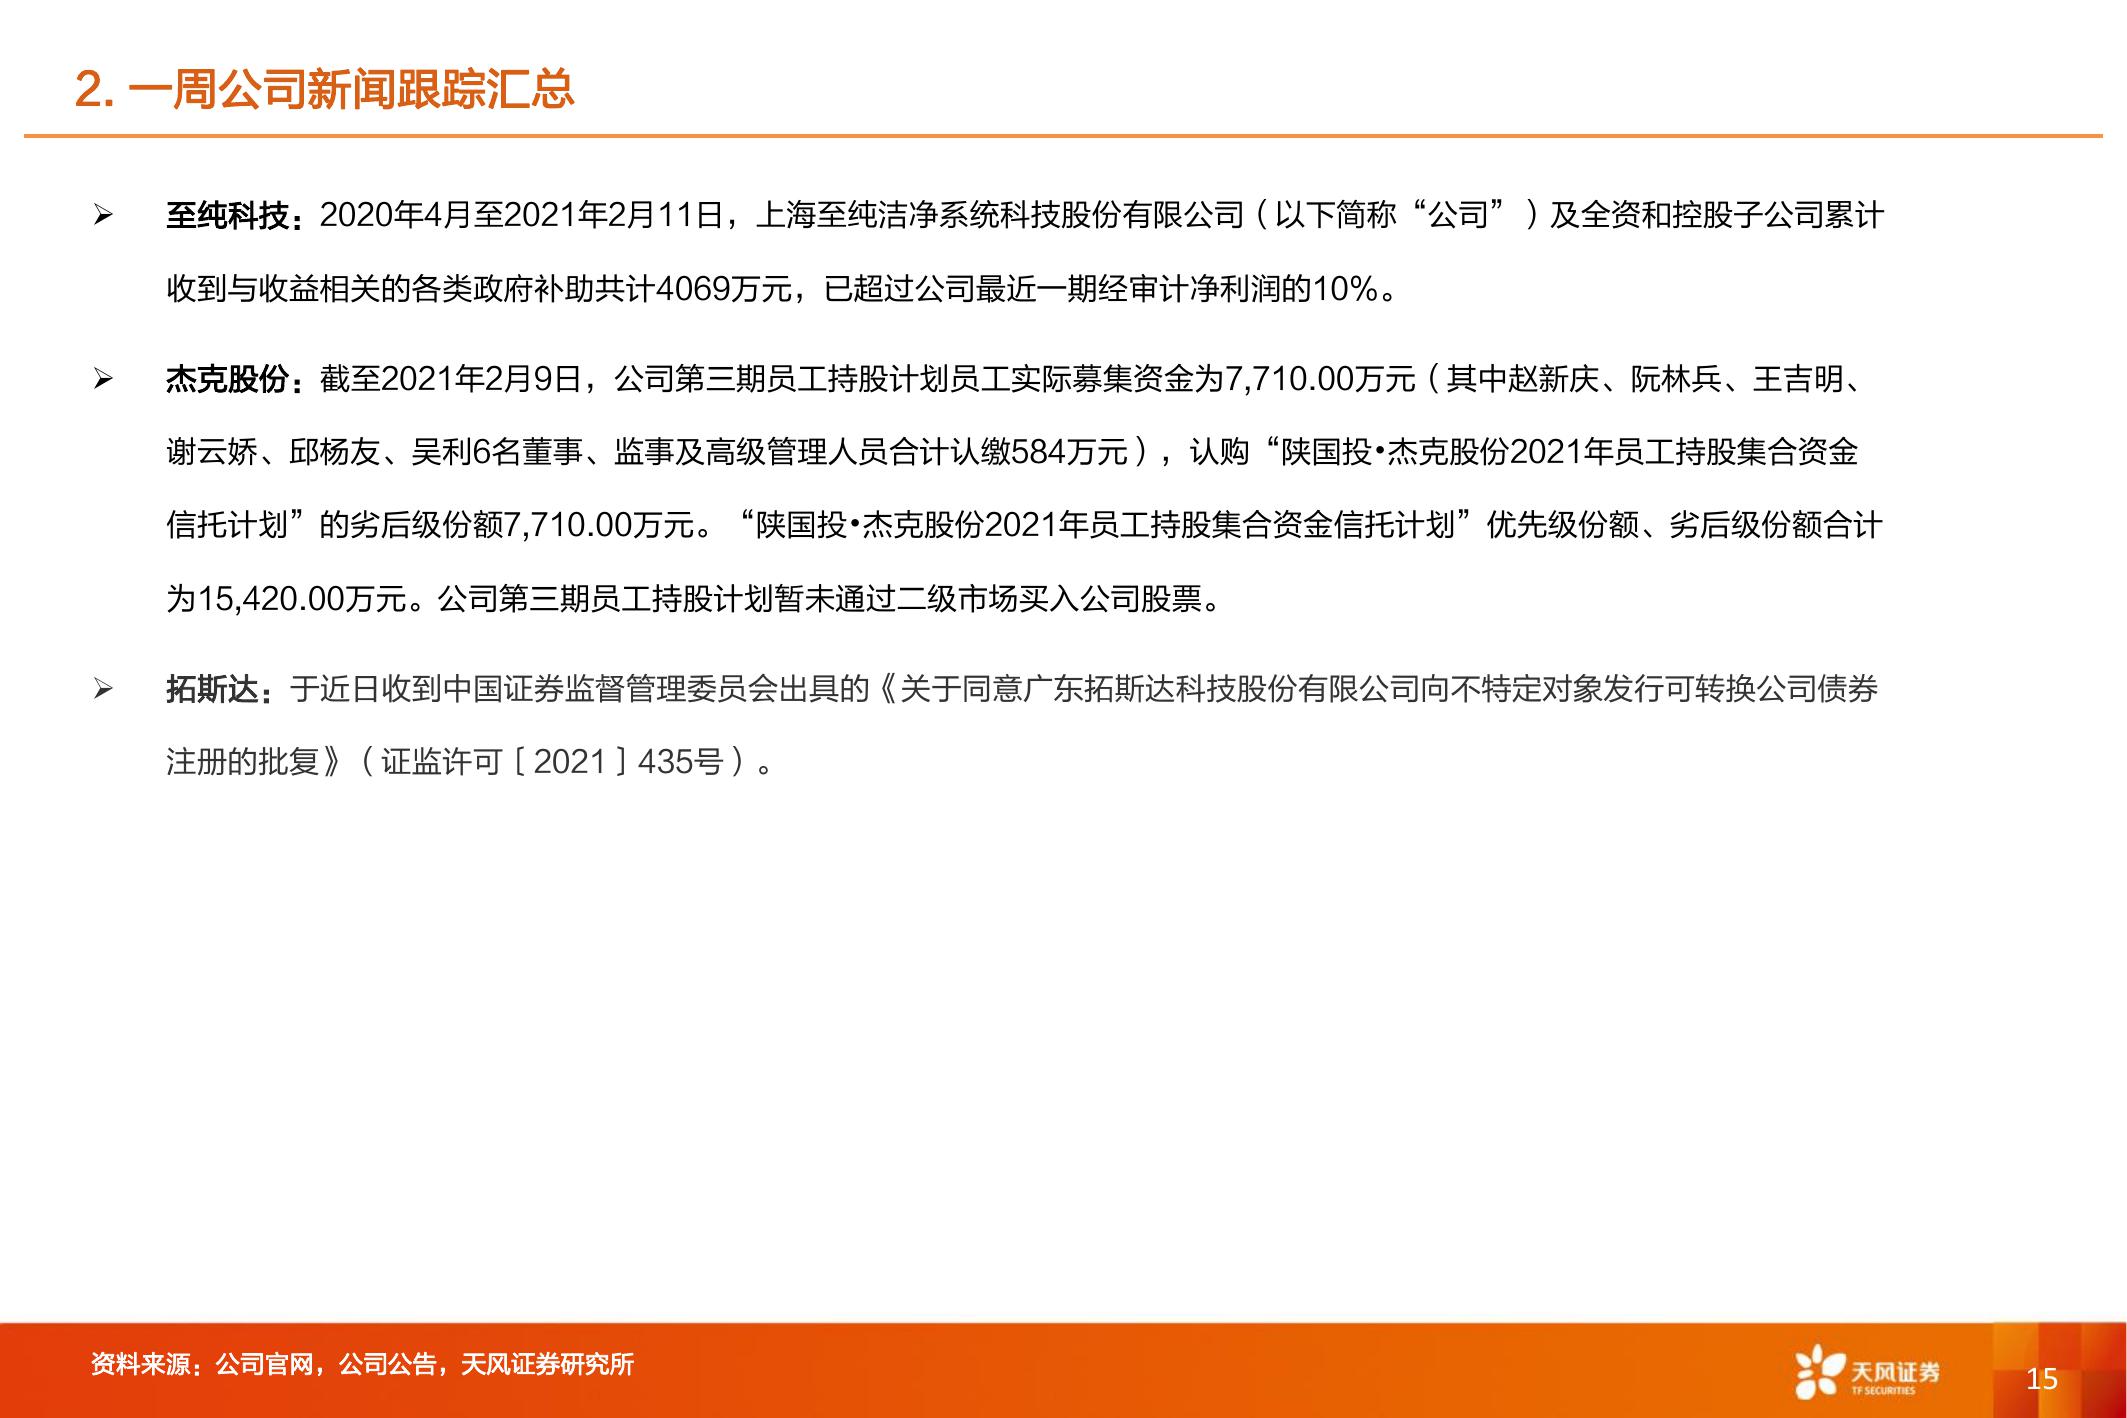 2. 一周公司新闻跟踪汇总
➢ 至纯科技：2020年4月至2021年2月11日，上海至纯洁净系统科技股份有限公司（以下简称“公司”）及全资和控股子公司累计
收到与收益相关的各类政府补助共计4069万元，已超过公司最近一期经审计净利润的10%。
➢ 杰克股份：截至2021年2月9日，公司第三期员工持股计划员工实际募集资金为7,710.00万元（其中赵新庆、阮林兵、王吉明、
谢云娇、邱杨友、吴利6名董事、监事及高级管理人员合计认缴584万元），认购“陕国投•杰克股份2021年员工持股集合资金
信托计划”的劣后级份额7,710.00万元。“陕国投•杰克股份2021年员工持股集合资金信托计划”优先级份额、劣后级份额合计
为15,420.00万元。公司第三期员工持股计划暂未通过二级市场买入公司股票。
➢ 拓斯达：于近日收到中国证券监督管理委员会出具的《关于同意广东拓斯达科技股份有限公司向不特定对象发行可转换公司债券
注册的批复》（证监许可［2021］435号）。
资料来源：公司官网，公司公告，天风证券研究所
天风证券
TF SECURITIES
15